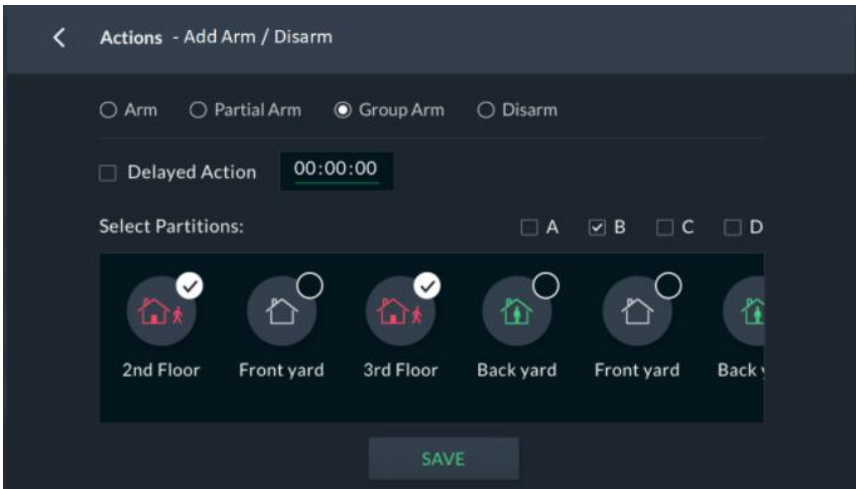 Actions - Add Arm / Disarm
Arm Partial Arm Group Arm Disarm
Delayed Action 00:00:00
Select Partitions: A B C D
2nd Floor Front yard 3rd Floor Back yard Front yard Back
SAVE